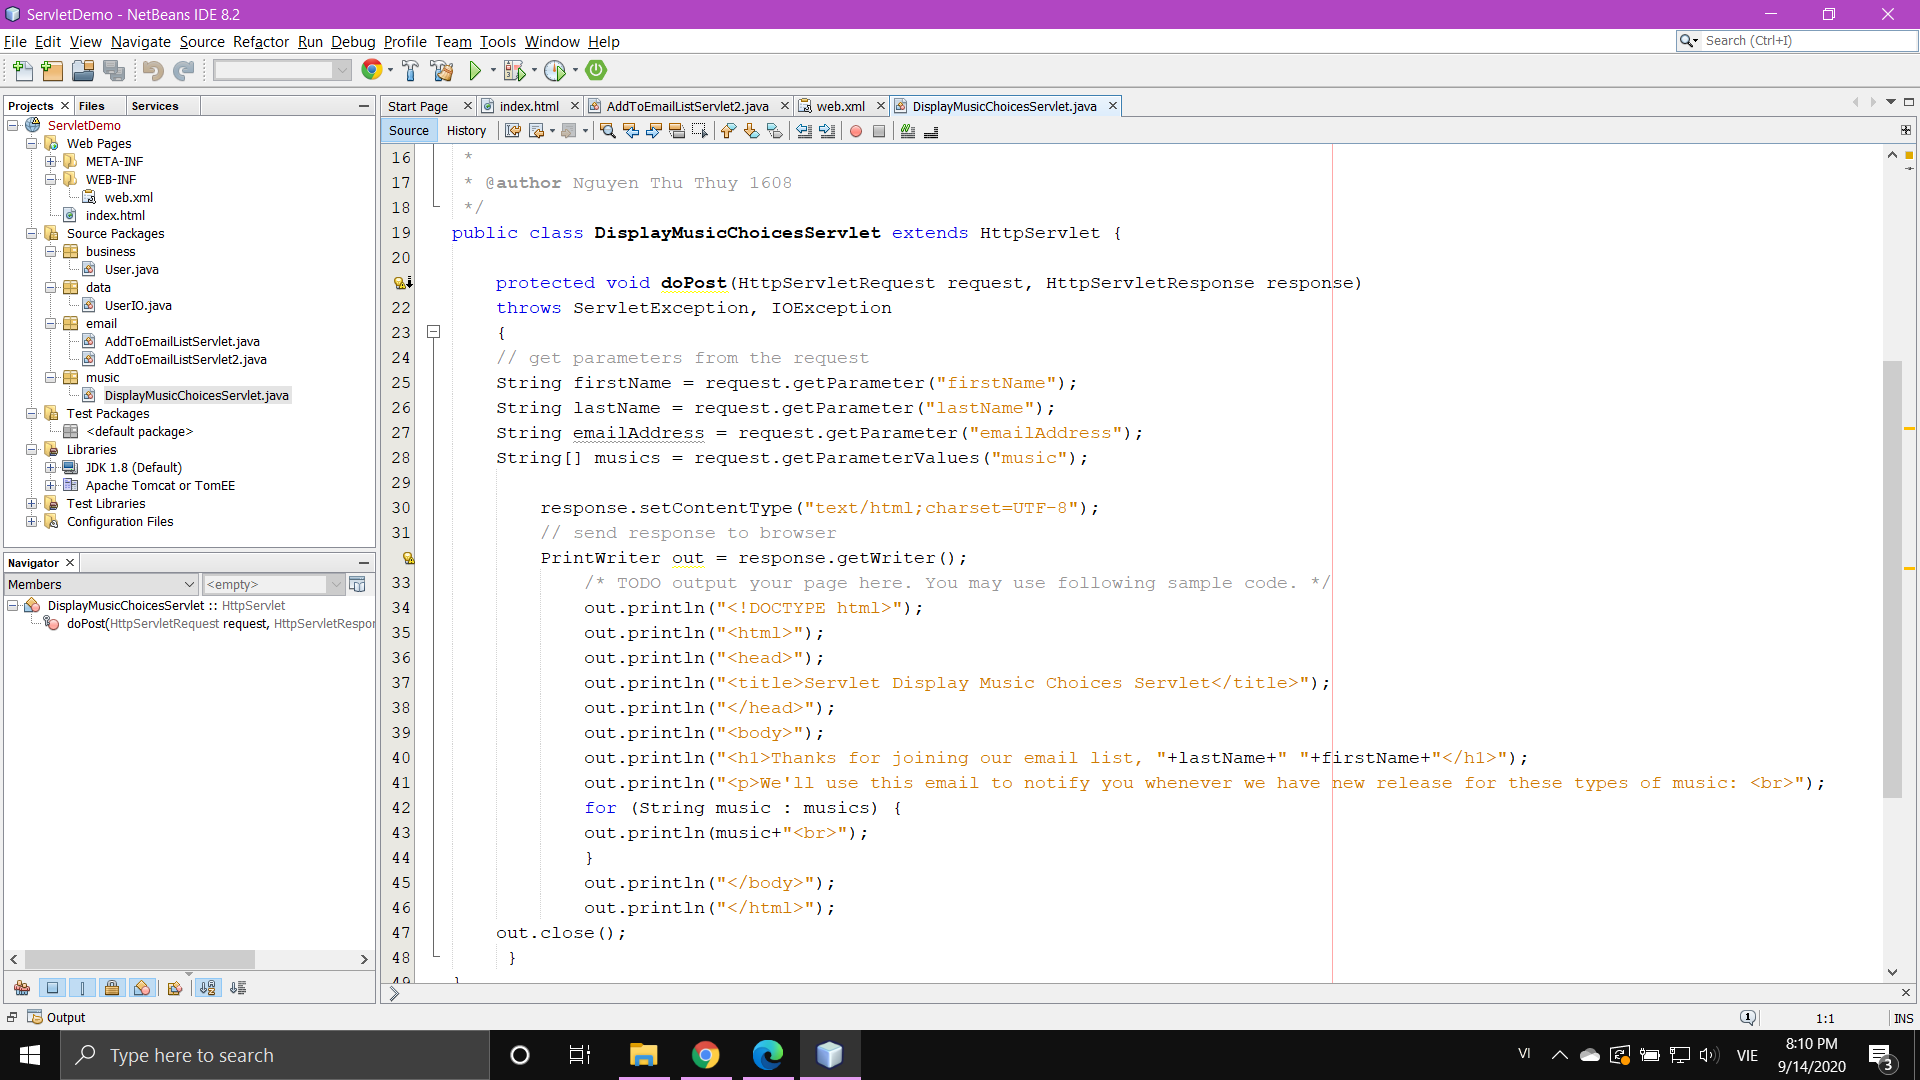 ServletDemo - NetBeans IDE 8.2
File Edit View Navigate Source Refactor Run Debug Profile Team Tools Window Help
Search (Ctrl+I)
Projects Files Services
ServletDemo
Web Pages
META-INF
WEB-INF
web.xml
index.html
Source Packages
business
User.java
data
UserIO.java
email
AddToEmailListServlet.java
AddToEmailListServlet2.java
music
DisplayMusicChoicesServlet.java
Test Packages
<default package>
Libraries
JDK 1.8 (Default)
Apache Tomcat or TomEE
Test Libraries
Configuration Files
Navigator
Members <empty>
DisplayMusicChoicesServlet :: HttpServlet
doPost(HttpServletRequest request, HttpServletRespor
Start Page index.html AddToEmailListServlet2.java web.xml DisplayMusicChoicesServlet.java
Source History
16 *
17 * @author Nguyen Thu Thuy 1608
18 */
19 public class DisplayMusicChoicesServlet extends HttpServlet {
20
protected void doPost(HttpServletRequest request, HttpServletResponse response)
22 throws ServletException, IOException
23 {
24 // get parameters from the request
25 String firstName = request.getParameter("firstName");
26 String lastName = request.getParameter("lastName");
27 String emailAddress = request.getParameter("emailAddress");
28 String[] musics = request.getParameterValues("music");
29
30 response.setContentType("text/html;charset=UTF-8");
31 // send response to browser
PrintWriter out = response.getWriter();
33 /* TODO output your page here. You may use following sample code. */
34 out.println("<!DOCTYPE html>");
35 out.println("<html>");
36 out.println("<head>");
37 out.println("<title>Servlet Display Music Choices Servlet</title>");
38 out.println("</head>");
39 out.println("<body>");
40 out.println("<h1>Thanks for joining our email list, "+lastName+" "+firstName+"</h1>");
41 out.println("<p>We'll use this email to notify you whenever we have new release for these types of music: <br>");
42 for (String music : musics) {
43 out.println(music+"<br>");
44 }
45 out.println("</body>");
46 out.println("</html>");
47 out.close();
48 }
49 }
Output
1
1:1
INS
Type here to search
VI
VIE
8:10 PM
9/14/2020
3